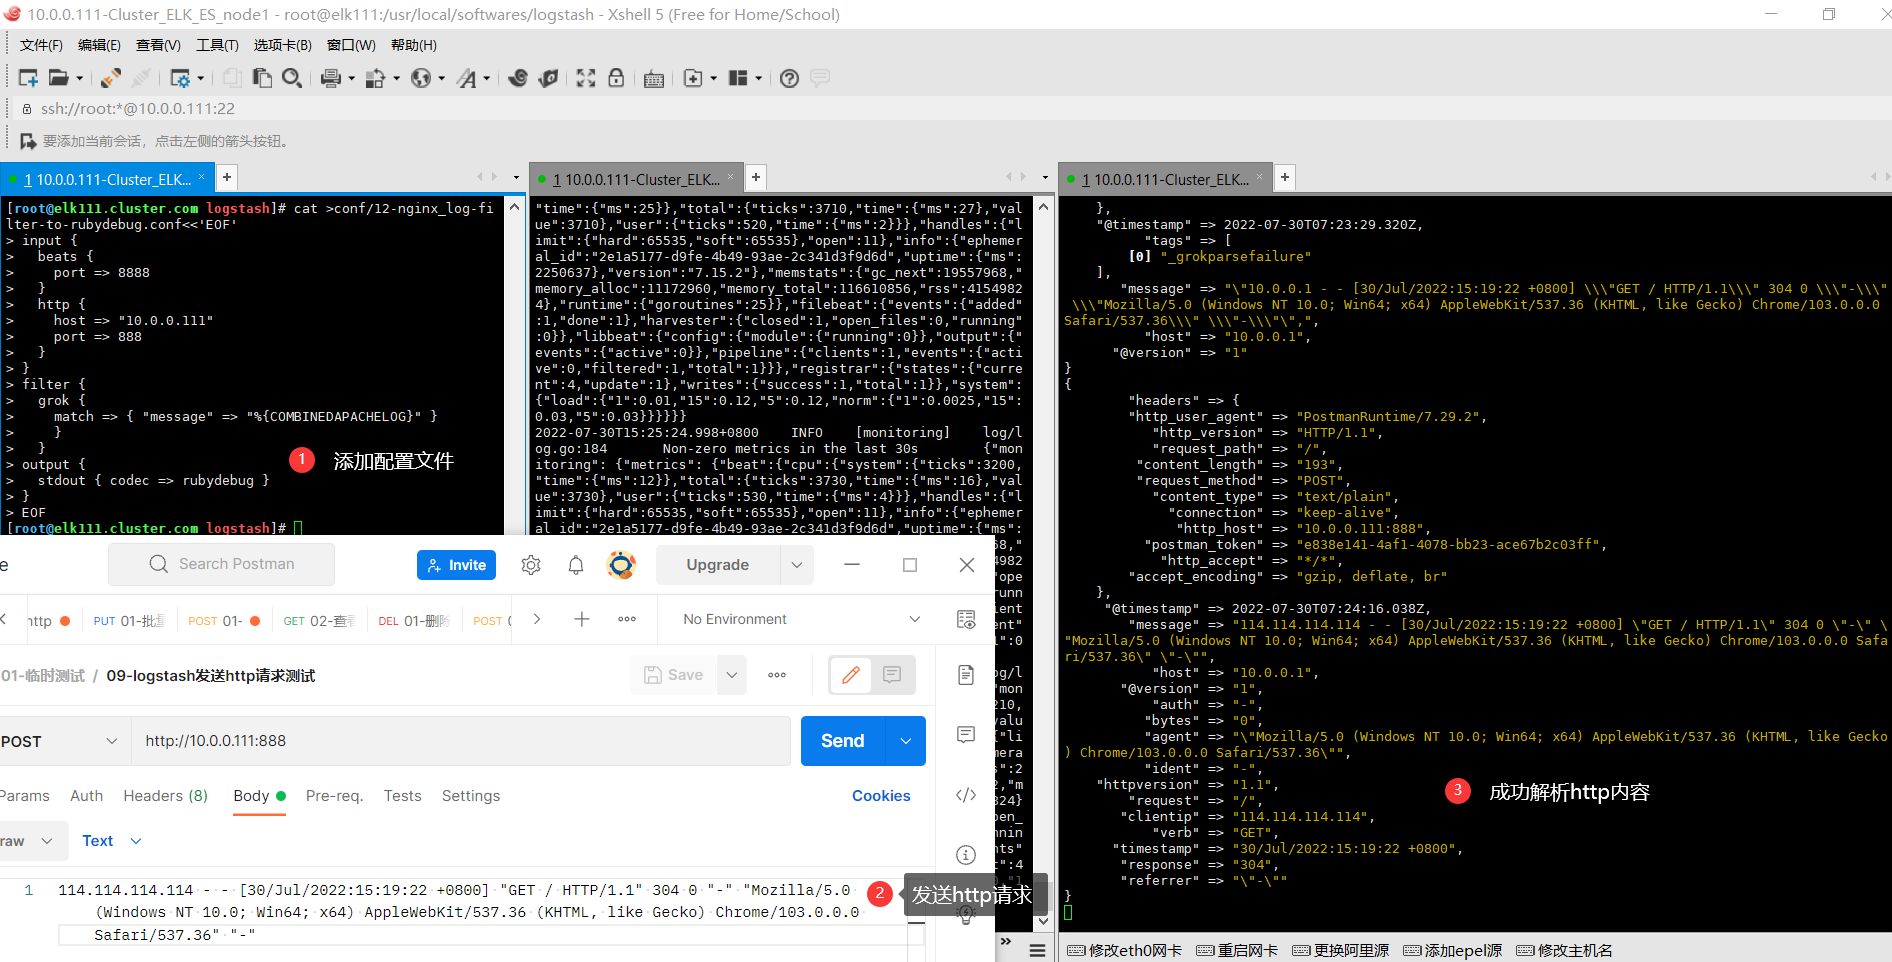 10.0.0.111-Cluster_ELK_ES_node1 - root@elk111:/usr/local/softwares/logstash - Xshell 5 (Free for Home/School)
文件(F) 编辑(E) 查看(V) 工具(T) 选项卡(B) 窗口(W) 帮助(H)
ssh://root:*@10.0.0.111:22
要添加当前会话，点击左侧的箭头按钮。
1 10.0.0.111-Cluster_ELK...
[root@elk111.cluster.com logstash]# cat >conf/12-nginx_log-fi
lter-to-rubydebug.conf<<'EOF'
> input {
>   beats {
>     port => 8888
>   }
>   http {
>     host => "10.0.0.111"
>     port => 888
>   }
> }
> filter {
>   grok {
>     match => { "message" => "%{COMBINEDAPACHELOG}" }
>     }
>   }
> output {
>   stdout { codec => rubydebug }
> }
> EOF
[root@elk111.cluster.com logstash]#
1 添加配置文件
1 10.0.0.111-Cluster_ELK...
"time":{"ms":25}},"total":{"ticks":3710,"time":{"ms":27},"val
ue":3710},"user":{"ticks":520,"time":{"ms":2}}},"handles":{"l
imit":{"hard":65535,"soft":65535},"open":11},"info":{"ephemer
al_id":"2e1a5177-d9fe-4b49-93ae-2c341d3f9d6d","uptime":{"ms":
2250637},"version":"7.15.2"},"memstats":{"gc_next":19557968,"
memory_alloc":11172960,"memory_total":116610856,"rss":4154982
4},"runtime":{"goroutines":25}},"filebeat":{"events":{"added"
:1,"done":1},"harvester":{"closed":1,"open_files":0,"running"
:0}},"libbeat":{"config":{"module":{"running":0}},"output":{"
events":{"active":0}},"pipeline":{"clients":1,"events":{"acti
ve":0,"filtered":1,"total":1}}},"registrar":{"states":{"curre
nt":4,"update":1},"writes":{"success":1,"total":1}},"system":
{"load":{"1":0.01,"15":0.12,"5":0.12,"norm":{"1":0.0025,"15":
0.03,"5":0.03}}}}}}
2022-07-30T15:25:24.998+0800    INFO    [monitoring]    log/l
og.go:184       Non-zero metrics in the last 30s        {"mon
itoring": {"metrics": {"beat":{"cpu":{"system":{"ticks":3200,
"time":{"ms":12}},"total":{"ticks":3730,"time":{"ms":16},"val
ue":3730},"user":{"ticks":530,"time":{"ms":4}}},"handles":{"l
imit":{"hard":65535,"soft":65535},"open":11},"info":{"ephemer
al_id":"2e1a5177-d9fe-4b49-93ae-2c341d3f9d6d","uptime":{"ms":
1 10.0.0.111-Cluster_ELK...
},
"@timestamp" => 2022-07-30T07:23:29.320Z,
"tags" => [
[0] "_grokparsefailure"
],
"message" => "\"10.0.0.1 - - [30/Jul/2022:15:19:22 +0800] \\\"GET / HTTP/1.1\\\" 304 0 \\\"-\\\"
\\\"Mozilla/5.0 (Windows NT 10.0; Win64; x64) AppleWebKit/537.36 (KHTML, like Gecko) Chrome/103.0.0.0
Safari/537.36\\\" \\\"-\\\"\",",
"host" => "10.0.0.1",
"@version" => "1"
}
{
"headers" => {
"http_user_agent" => "PostmanRuntime/7.29.2",
"http_version" => "HTTP/1.1",
"request_path" => "/",
"content_length" => "193",
"request_method" => "POST",
"content_type" => "text/plain",
"connection" => "keep-alive",
"http_host" => "10.0.0.111:888",
"postman_token" => "e838e141-4af1-4078-bb23-ace67b2c03ff",
"http_accept" => "*/*",
"accept_encoding" => "gzip, deflate, br"
},
"@timestamp" => 2022-07-30T07:24:16.038Z,
"message" => "114.114.114.114 - - [30/Jul/2022:15:19:22 +0800] \"GET / HTTP/1.1\" 304 0 \"-\" \
"Mozilla/5.0 (Windows NT 10.0; Win64; x64) AppleWebKit/537.36 (KHTML, like Gecko) Chrome/103.0.0.0 Safa
ri/537.36\" \"-\"",
"host" => "10.0.0.1",
"@version" => "1",
"auth" => "-",
"bytes" => "0",
"agent" => "\"Mozilla/5.0 (Windows NT 10.0; Win64; x64) AppleWebKit/537.36 (KHTML, like Gecko
) Chrome/103.0.0.0 Safari/537.36\"",
"ident" => "-",
"httpversion" => "1.1",
"request" => "/",
"clientip" => "114.114.114.114",
"verb" => "GET",
"timestamp" => "30/Jul/2022:15:19:22 +0800",
"response" => "304",
"referrer" => "\"-\""
}
3 成功解析http内容
Search Postman Invite Upgrade
http PUT 01-批量 POST 01- GET 02-查看 DEL 01-删除 POST No Environment
01-临时测试 / 09-logstash发送http请求测试 Save
POST http://10.0.0.111:888 Send
Params Auth Headers (8) Body Pre-req. Tests Settings Cookies
raw Text
1 114.114.114.114 - - [30/Jul/2022:15:19:22 +0800] "GET / HTTP/1.1" 304 0 "-" "Mozilla/5.0
(Windows NT 10.0; Win64; x64) AppleWebKit/537.36 (KHTML, like Gecko) Chrome/103.0.0.0
Safari/537.36" "-"
2 发送http请求
修改eth0网卡 重启网卡 更换阿里源 添加epel源 修改主机名